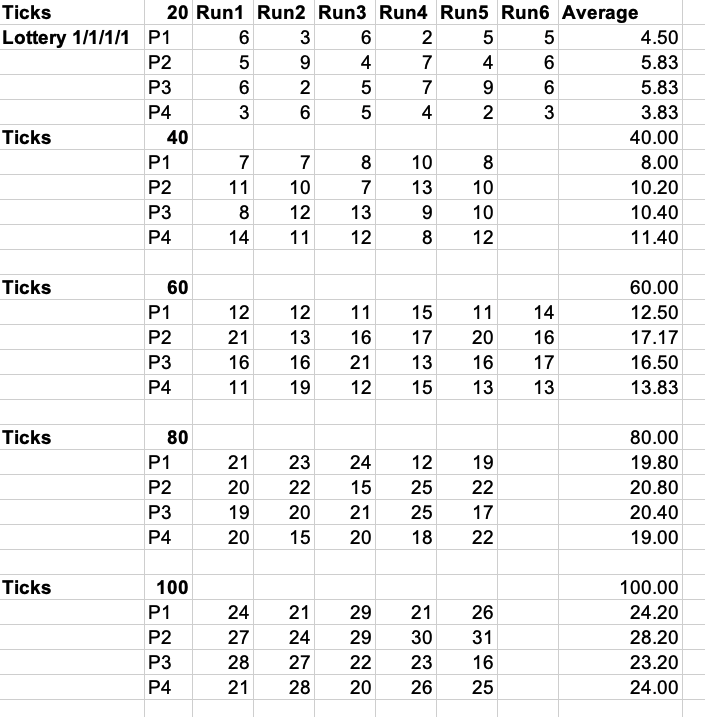 Ticks 20 Run1 Run2 Run3 Run4 Run5 Run6 Average
Lottery 1/1/1/1 P1 6 3 6 2 5 5 4.50
P2 5 9 4 7 4 6 5.83
P3 6 2 5 7 9 6 5.83
P4 3 6 5 4 2 3 3.83
Ticks 40 40.00
P1 7 7 8 10 8 8.00
P2 11 10 7 13 10 10.20
P3 8 12 13 9 10 10.40
P4 14 11 12 8 12 11.40
Ticks 60 60.00
P1 12 12 11 15 11 14 12.50
P2 21 13 16 17 20 16 17.17
P3 16 16 21 13 16 17 16.50
P4 11 19 12 15 13 13 13.83
Ticks 80 80.00
P1 21 23 24 12 19 19.80
P2 20 22 15 25 22 20.80
P3 19 20 21 25 17 20.40
P4 20 15 20 18 22 19.00
Ticks 100 100.00
P1 24 21 29 21 26 24.20
P2 27 24 29 30 31 28.20
P3 28 27 22 23 16 23.20
P4 21 28 20 26 25 24.00